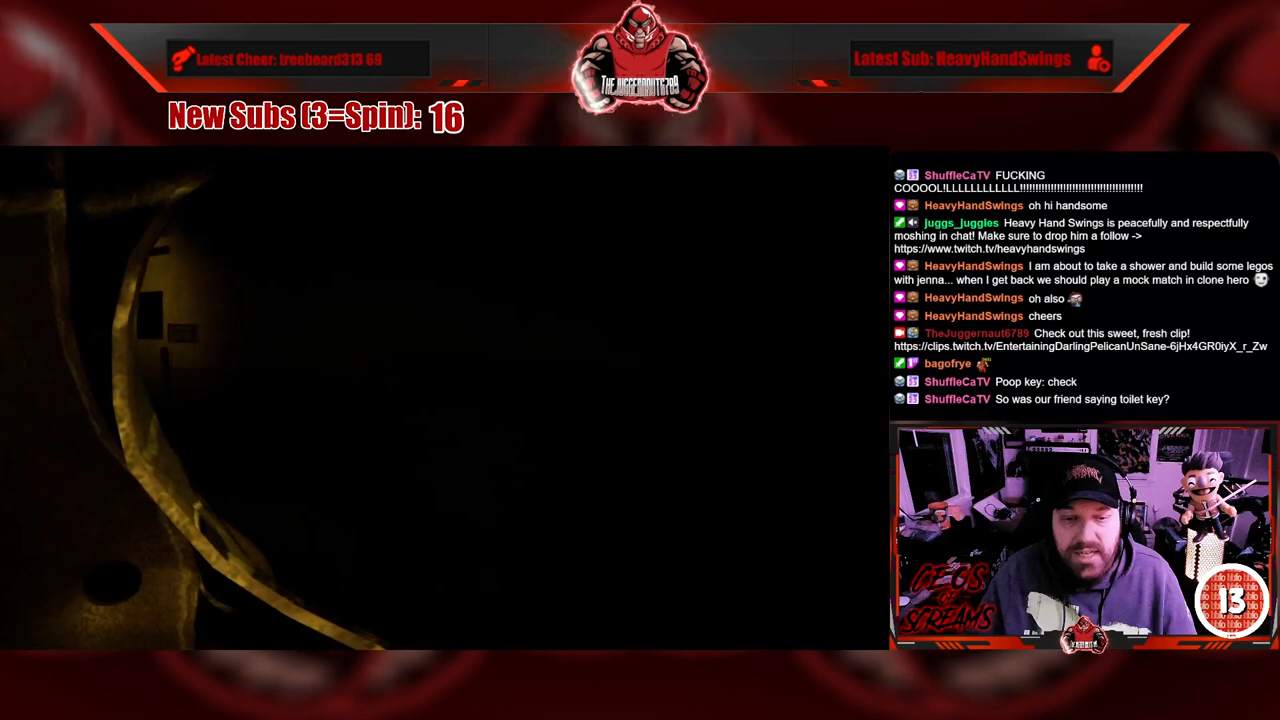 Latest Cheer: treebeard313 69
THEJUGGERNAUT6789
Latest Sub: HeavyHandSwings
New Subs (3=Spin): 16
ShuffleCaTV FUCKING
COOOOL!LLLLLLLLLLLL!!!!!!!!!!!!!!!!!!!!!!!!!!!!!!!!!!!!!!!!!!
HeavyHandSwings oh hi handsome
juggs_juggles Heavy Hand Swings is peacefully and respectfully
moshing in chat! Make sure to drop him a follow ->
https://www.twitch.tv/heavyhandswings
HeavyHandSwings I am about to take a shower and build some legos
with jenna... when I get back we should play a mock match in clone hero
HeavyHandSwings oh also
HeavyHandSwings cheers
TheJuggernaut6789 Check out this sweet, fresh clip!
https://clips.twitch.tv/EntertainingDarlingPelicanUnSane-6jHx4GR0iyX_r_Zw
bagofrye
ShuffleCaTV Poop key: check
ShuffleCaTV So was our friend saying toilet key?
OF
SCREAMS
13